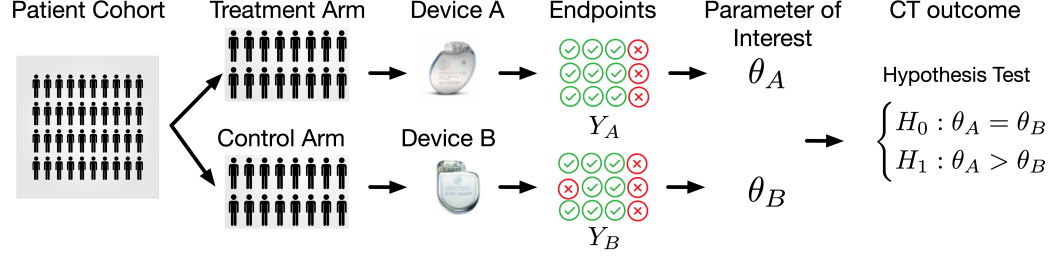 Patient Cohort
Treatment Arm
Device A
Endpoints
Parameter of
Interest
CT outcome
Y_A
θ_A
Hypothesis Test
H_0 : θ_A = θ_B
H_1 : θ_A > θ_B
Control Arm
Device B
Y_B
θ_B